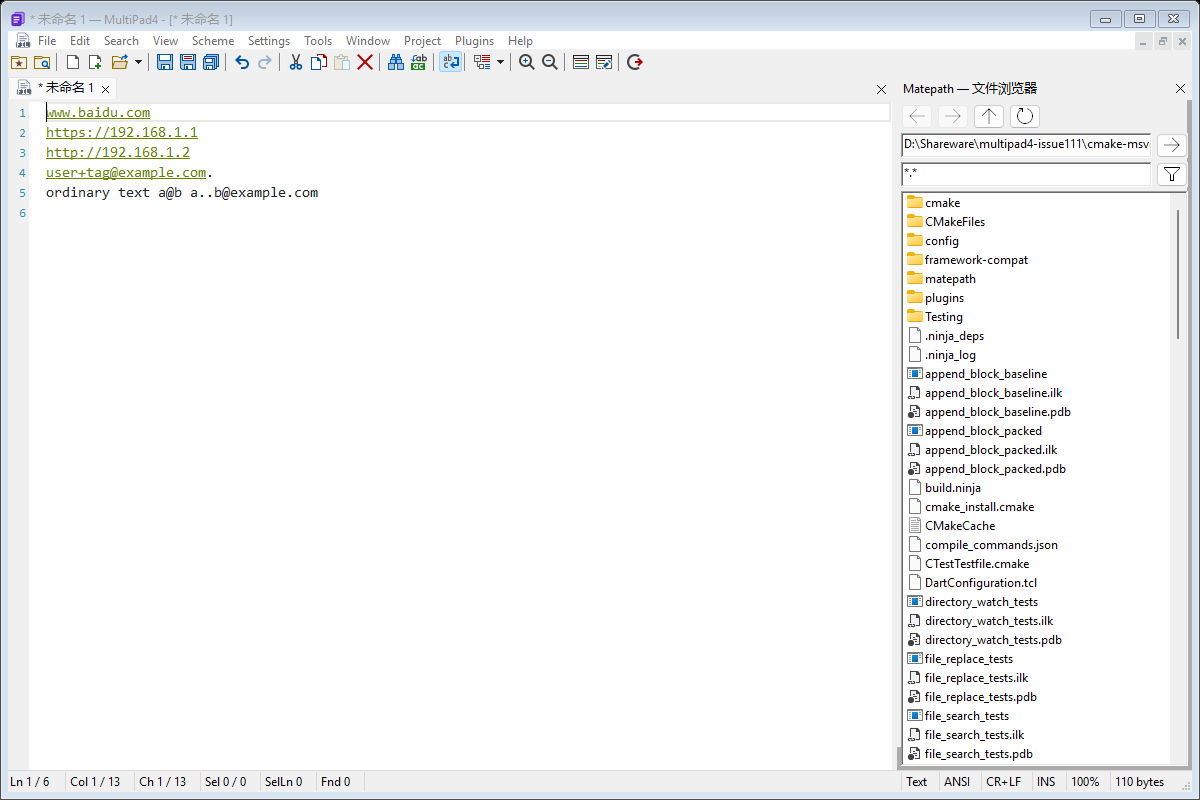 * 未命名 1 — MultiPad4 - [* 未命名 1]
File Edit Search View Scheme Settings Tools Window Project Plugins Help
* 未命名 1
Matepath — 文件浏览器
D:\Shareware\multipad4-issue111\cmake-msv
*.*
1 www.baidu.com
2 https://192.168.1.1
3 http://192.168.1.2
4 user+tag@example.com.
5 ordinary text a@b a..b@example.com
6
cmake
CMakeFiles
config
framework-compat
matepath
plugins
Testing
.ninja_deps
.ninja_log
append_block_baseline
append_block_baseline.ilk
append_block_baseline.pdb
append_block_packed
append_block_packed.ilk
append_block_packed.pdb
build.ninja
cmake_install.cmake
CMakeCache
compile_commands.json
CTestTestfile.cmake
DartConfiguration.tcl
directory_watch_tests
directory_watch_tests.ilk
directory_watch_tests.pdb
file_replace_tests
file_replace_tests.ilk
file_replace_tests.pdb
file_search_tests
file_search_tests.ilk
file_search_tests.pdb
Ln 1 / 6 Col 1 / 13 Ch 1 / 13 Sel 0 / 0 SelLn 0 Fnd 0 Text ANSI CR+LF INS 100% 110 bytes